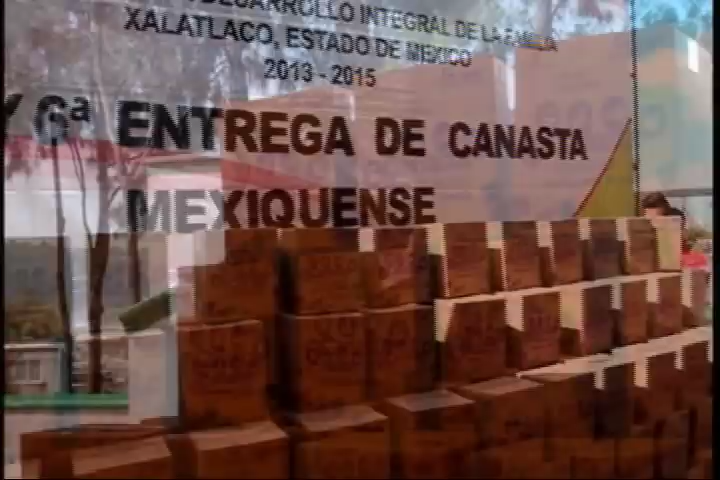 DESARROLLO INTEGRAL DE LA FAMILIA
XALATLACO, ESTADO DE MEXICO
2013 - 2015
Y 6ª ENTREGA DE CANASTA
MEXIQUENSE